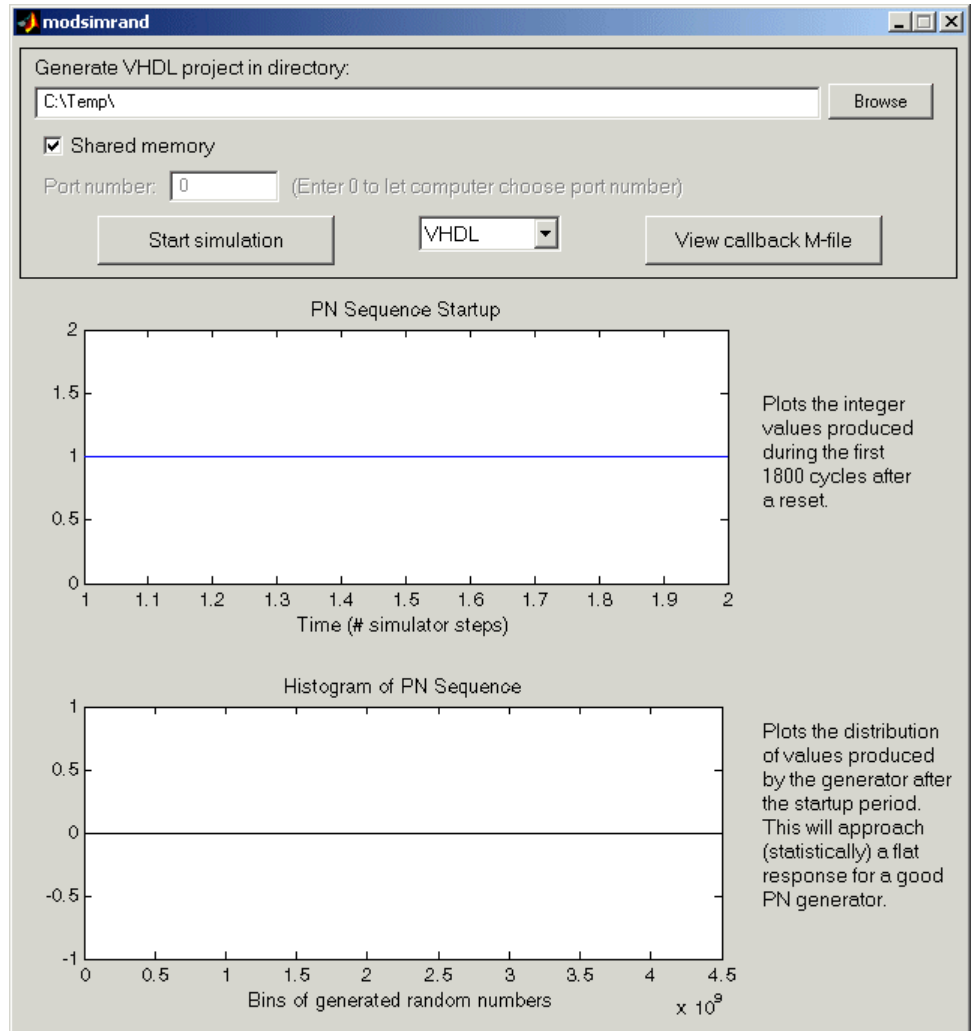 modsimrand
Generate VHDL project in directory:
C:\Temp\
Browse
Shared memory
Port number: 0 (Enter 0 to let computer choose port number)
Start simulation
VHDL
View callback M-file
PN Sequence Startup
2
1.5
1
0.5
0
1 1.1 1.2 1.3 1.4 1.5 1.6 1.7 1.8 1.9 2
Time (# simulator steps)
Plots the integer
values produced
during the first
1800 cycles after
a reset.
Histogram of PN Sequence
1
0.5
0
-0.5
-1
0 0.5 1 1.5 2 2.5 3 3.5 4 4.5
Bins of generated random numbers
x 10^9
Plots the distribution
of values produced
by the generator after
the startup period.
This will approach
(statistically) a flat
response for a good
PN generator.